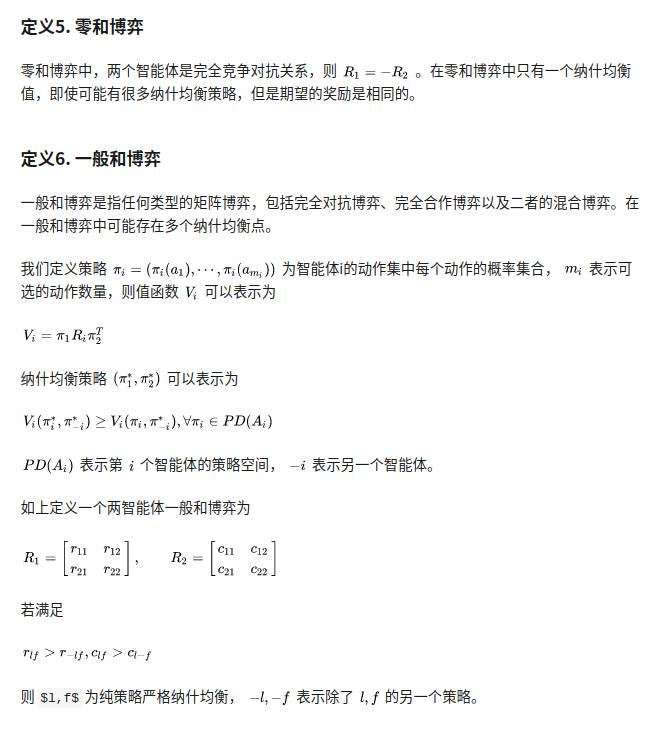 定义5. 零和博弈
零和博弈中，两个智能体是完全竞争对抗关系，则 R₁ = −R₂ 。在零和博弈中只有一个纳什均衡
值，即使可能有很多纳什均衡策略，但是期望的奖励是相同的。
定义6. 一般和博弈
一般和博弈是指任何类型的矩阵博弈，包括完全对抗博弈、完全合作博弈以及二者的混合博弈。在
一般和博弈中可能存在多个纳什均衡点。
我们定义策略 $\pi_i = (\pi_i(a_1), \cdots, \pi_i(a_{m_i}))$ 为智能体i的动作集中每个动作的概率集合， $m_i$ 表示可
选的动作数量，则值函数 $V_i$ 可以表示为
$V_i = \pi_1 R_i \pi_2^T$
纳什均衡策略 $(\pi_1^*, \pi_2^*)$ 可以表示为
$V_i(\pi_i^*, \pi_{-i}^*) \geq V_i(\pi_i, \pi_{-i}^*), \forall \pi_i \in PD(A_i)$
$PD(A_i)$ 表示第 $i$ 个智能体的策略空间， $-i$ 表示另一个智能体。
如上定义一个两智能体一般和博弈为
$R_1 = \begin{bmatrix} r_{11} & r_{12} \\ r_{21} & r_{22} \end{bmatrix}, \quad R_2 = \begin{bmatrix} c_{11} & c_{12} \\ c_{21} & c_{22} \end{bmatrix}$
若满足
$r_{lf} > r_{-lf}, c_{lf} > c_{l-f}$
则 $l,f$ 为纯策略严格纳什均衡， $-l, -f$ 表示除了 $l, f$ 的另一个策略。